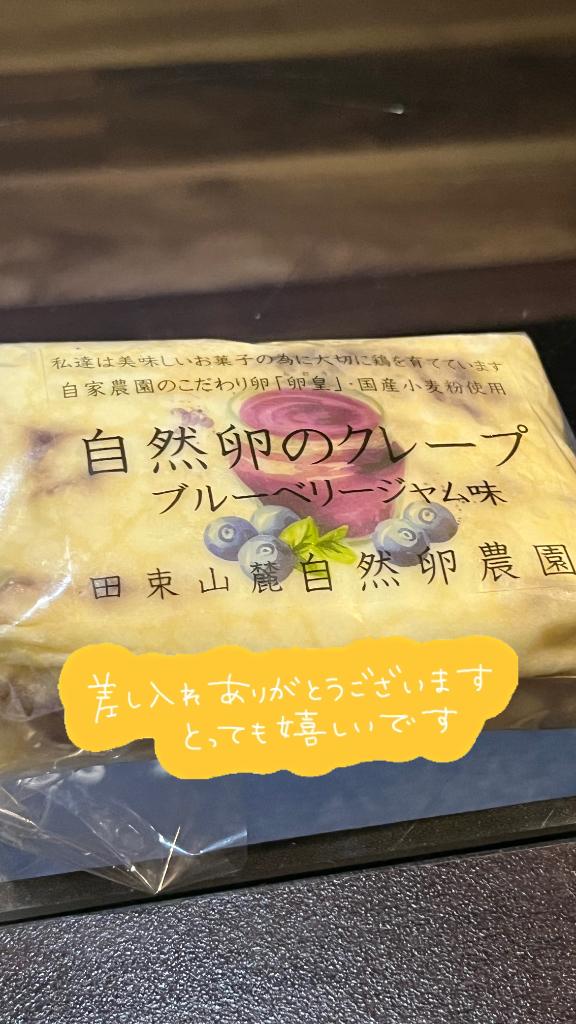 私達は美味しいお菓子の為に大切に鶏を育てています
自家農園のこだわり卵「卵皇」・国産小麦粉使用
自然卵のクレープ
ブルーベリージャム味
田束山麓自然卵農園
差し入れありがとうございます
とっても嬉しいです